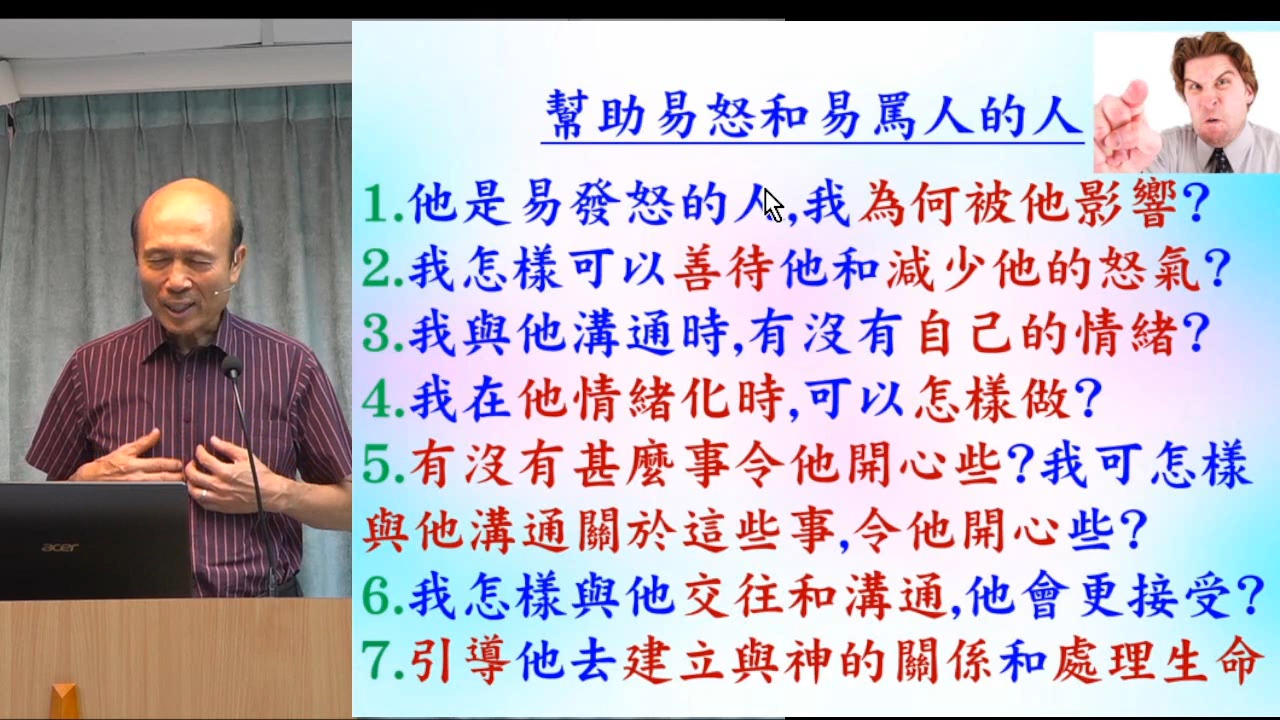 幫助易怒和易罵人的人
1.他是易發怒的人,我為何被他影響?
2.我怎樣可以善待他和減少他的怒氣?
3.我與他溝通時,有沒有自己的情緒?
4.我在他情緒化時,可以怎樣做?
5.有沒有甚麼事令他開心些?我可怎樣
與他溝通關於這些事,令他開心些?
6.我怎樣與他交往和溝通,他會更接受?
7.引導他去建立與神的關係和處理生命
acer